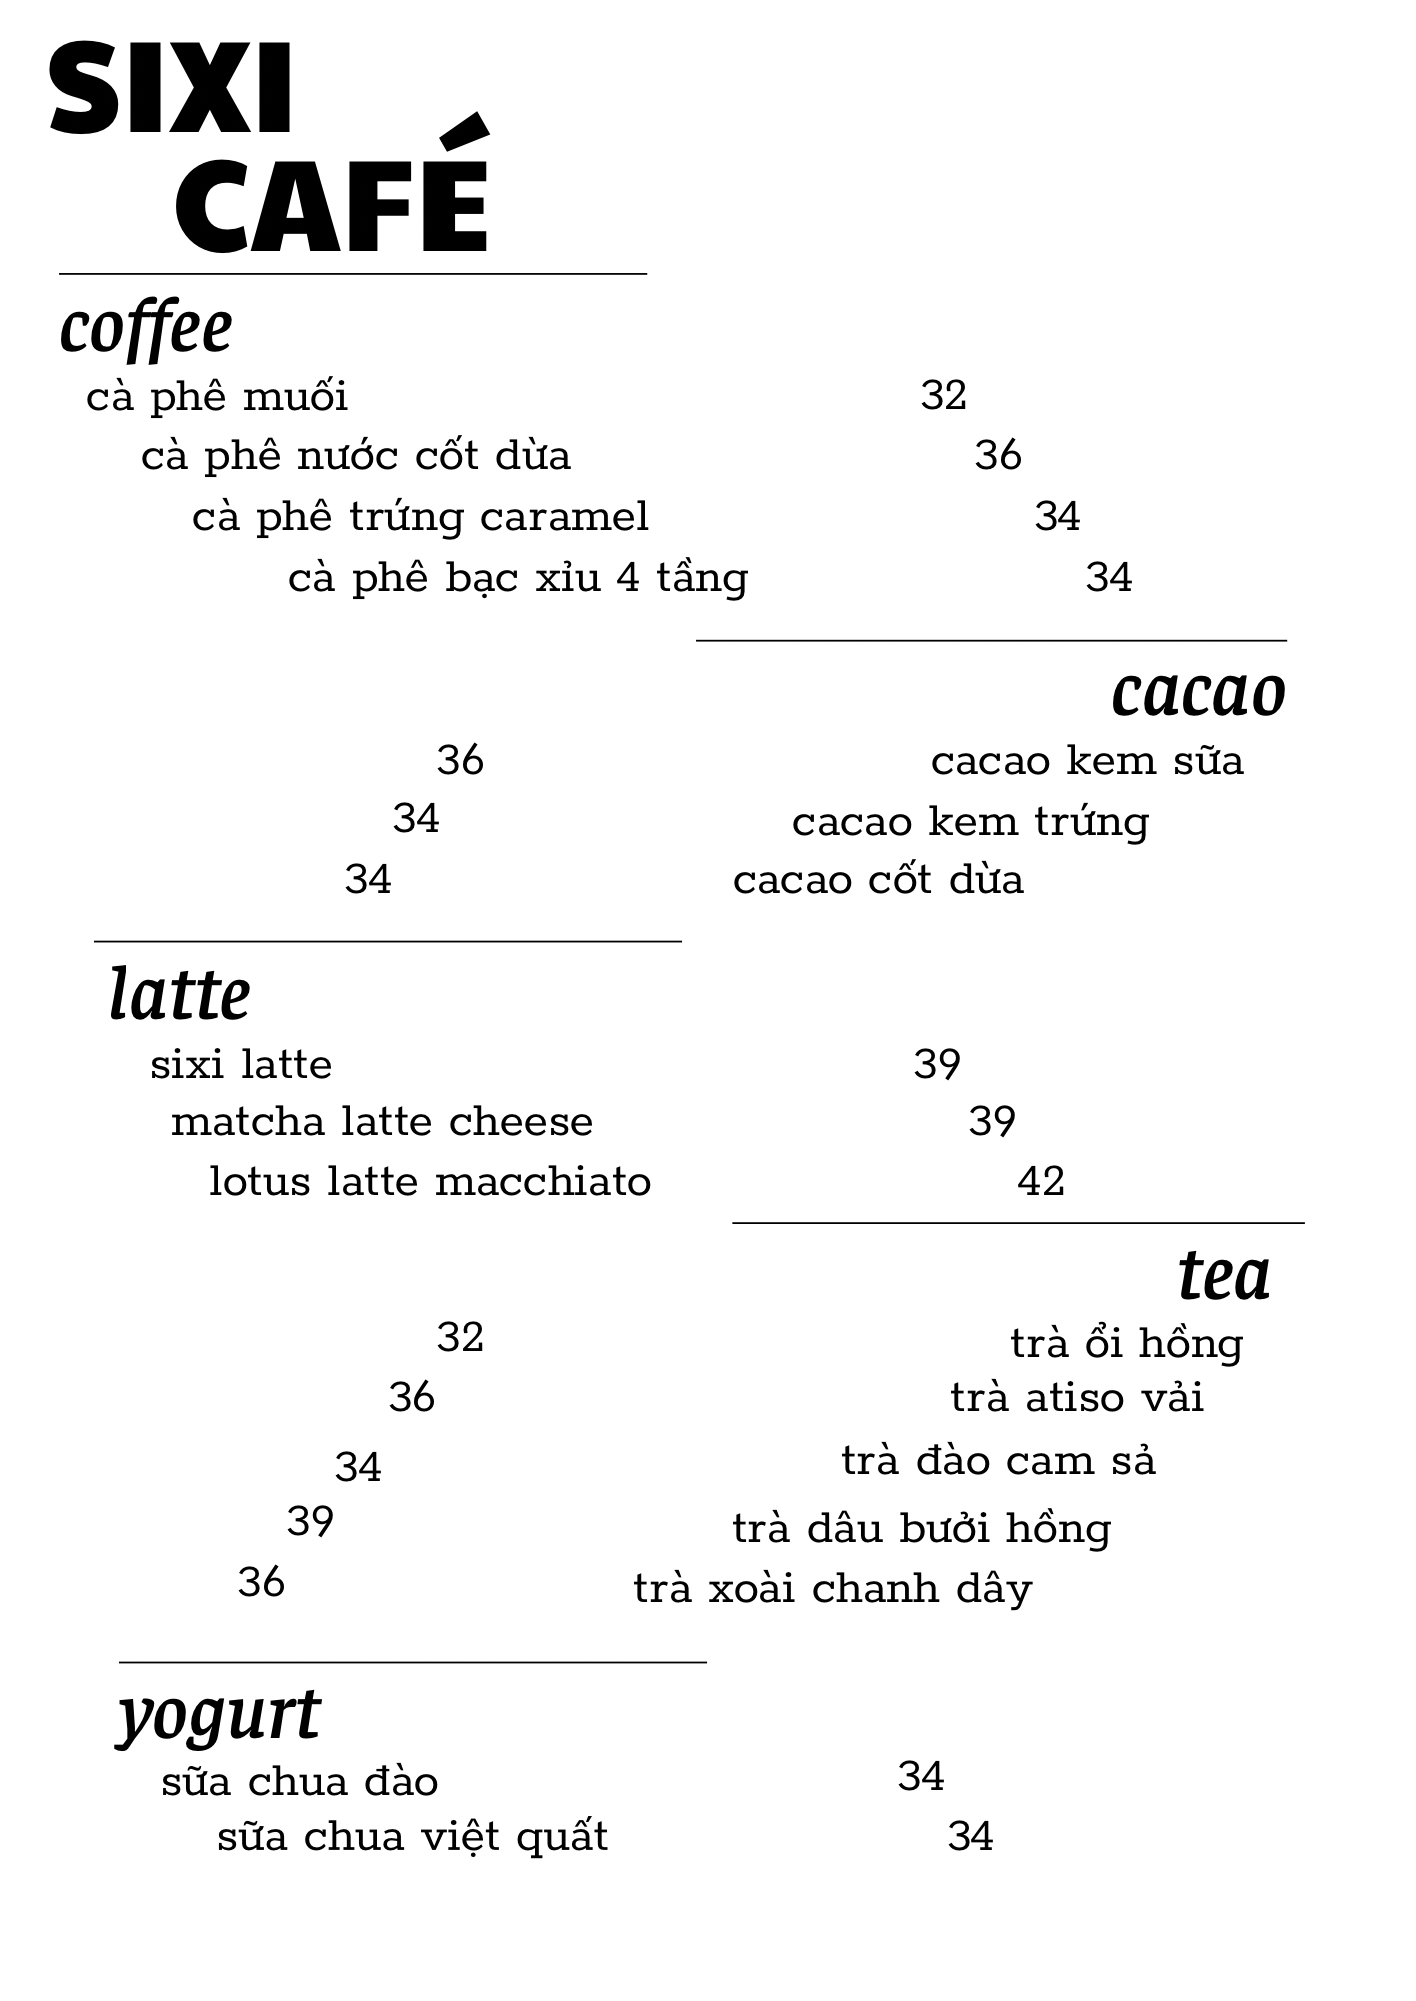 SIXI
CAFÉ
coffee
cà phê muối 32
cà phê nước cốt dừa 36
cà phê trứng caramel 34
cà phê bạc xỉu 4 tầng 34
cacao
36 cacao kem sữa
34 cacao kem trứng
34 cacao cốt dừa
latte
sixi latte 39
matcha latte cheese 39
lotus latte macchiato 42
tea
32 trà ổi hồng
36 trà atiso vải
34 trà đào cam sả
39 trà dâu bưởi hồng
36 trà xoài chanh dây
yogurt
sữa chua đào 34
sữa chua việt quất 34